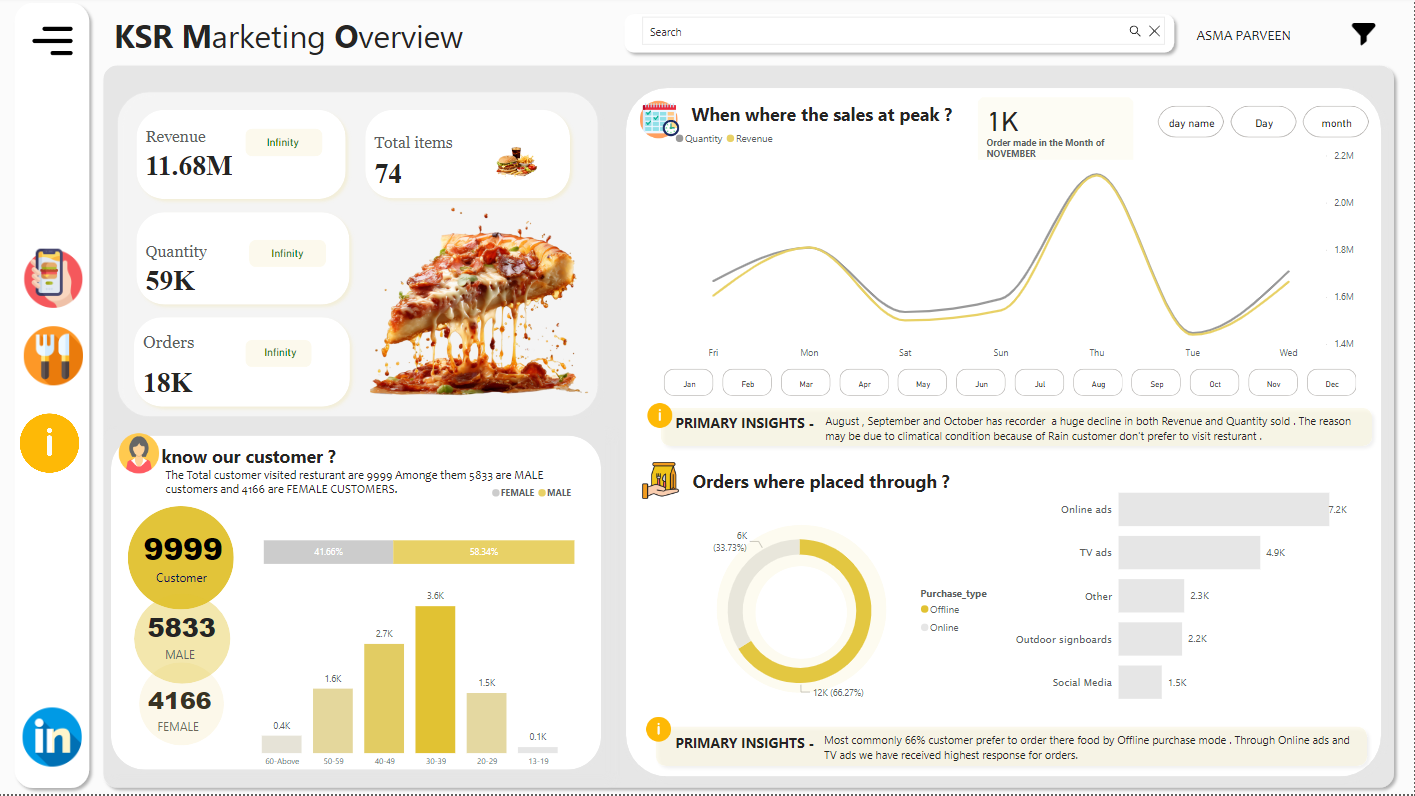 KSR Marketing Overview
Search
ASMA PARVEEN
Revenue
Infinity
11.68M
Total items
74
Quantity
Infinity
59K
Orders
Infinity
18K
know our customer ?
The Total customer visited resturant are 9999 Amonge them 5833 are MALE
customers and 4166 are FEMALE CUSTOMERS.
FEMALE MALE
9999
Customer
5833
MALE
4166
FEMALE
41.66% 58.34%
0.4K 1.6K 2.7K 3.6K 1.5K 0.1K
60-Above 50-59 40-49 30-39 20-29 13-19
When where the sales at peak ?
Quantity Revenue
1K
Order made in the Month of
NOVEMBER
day name Day month
2.2M
2.0M
1.8M
1.6M
1.4M
Fri Mon Sat Sun Thu Tue Wed
Jan Feb Mar Apr May Jun Jul Aug Sep Oct Nov Dec
i
PRIMARY INSIGHTS - August , September and October has recorder a huge decline in both Revenue and Quantity sold . The reason
may be due to climatical condition because of Rain customer don't prefer to visit resturant .
Orders where placed through ?
6K
(33.73%)
12K (66.27%)
Purchase_type
Offline
Online
Online ads 7.2K
TV ads 4.9K
Other 2.3K
Outdoor signboards 2.2K
Social Media 1.5K
i
PRIMARY INSIGHTS - Most commonly 66% customer prefer to order there food by Offline purchase mode . Through Online ads and
TV ads we have received highest response for orders.
i
in